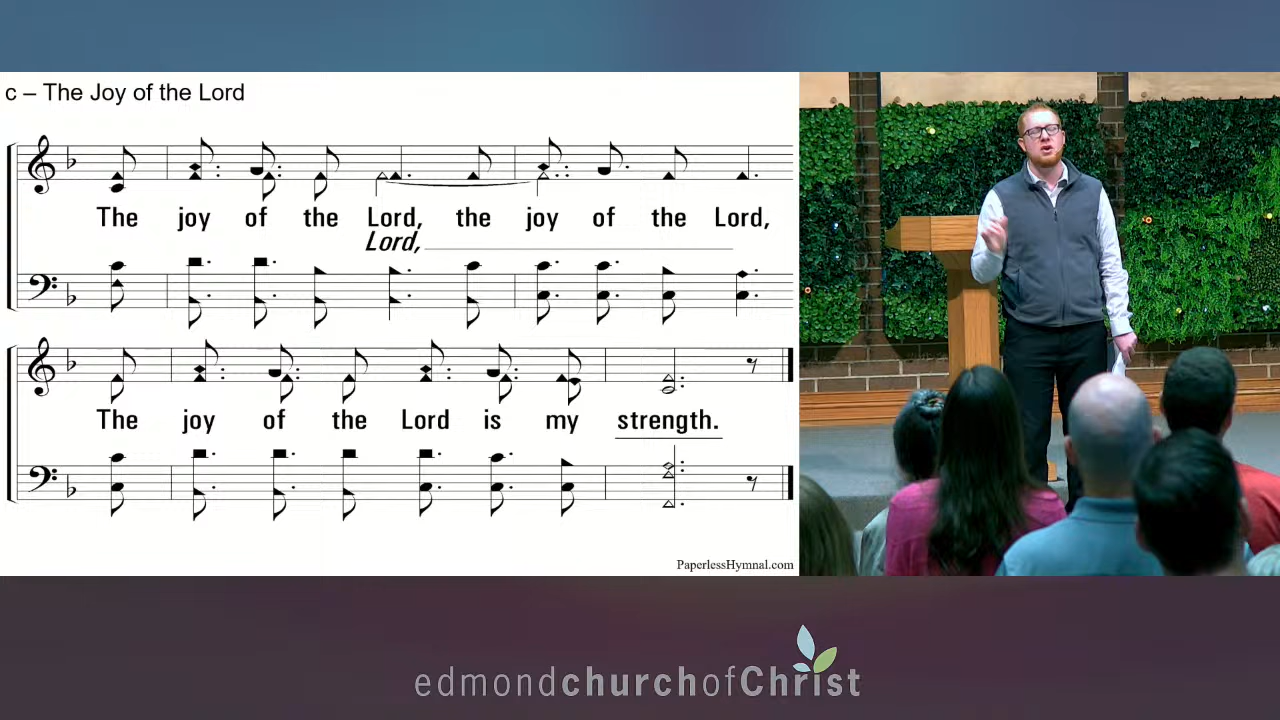 c – The Joy of the Lord
The joy of the Lord, the joy of the Lord,
Lord,
The joy of the Lord is my strength.
PaperlessHymnal.com
edmondchurchofChrist